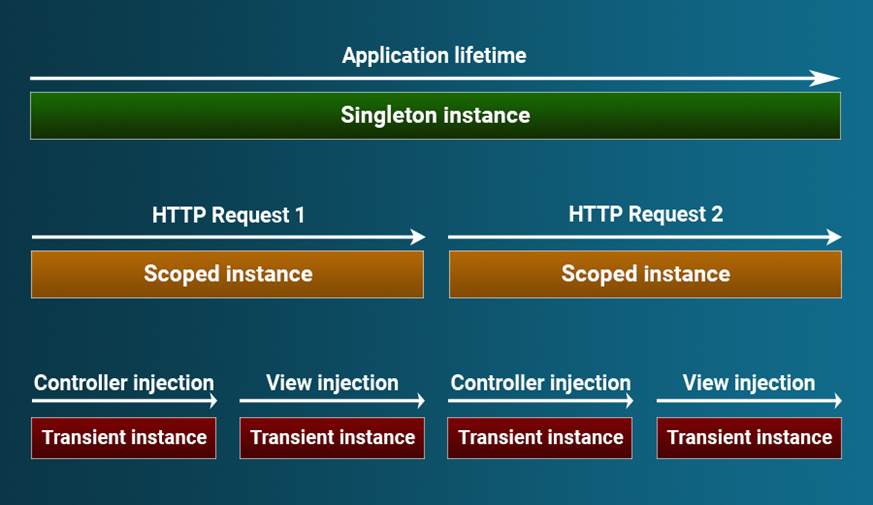 Application lifetime
Singleton instance
HTTP Request 1
HTTP Request 2
Scoped instance
Scoped instance
Controller injection
View injection
Controller injection
View injection
Transient instance
Transient instance
Transient instance
Transient instance